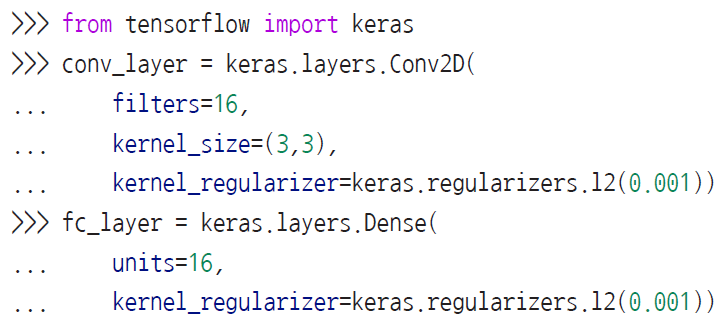 >>> from tensorflow import keras
>>> conv_layer = keras.layers.Conv2D(
...     filters=16,
...     kernel_size=(3,3),
...     kernel_regularizer=keras.regularizers.l2(0.001))
>>> fc_layer = keras.layers.Dense(
...     units=16,
...     kernel_regularizer=keras.regularizers.l2(0.001))